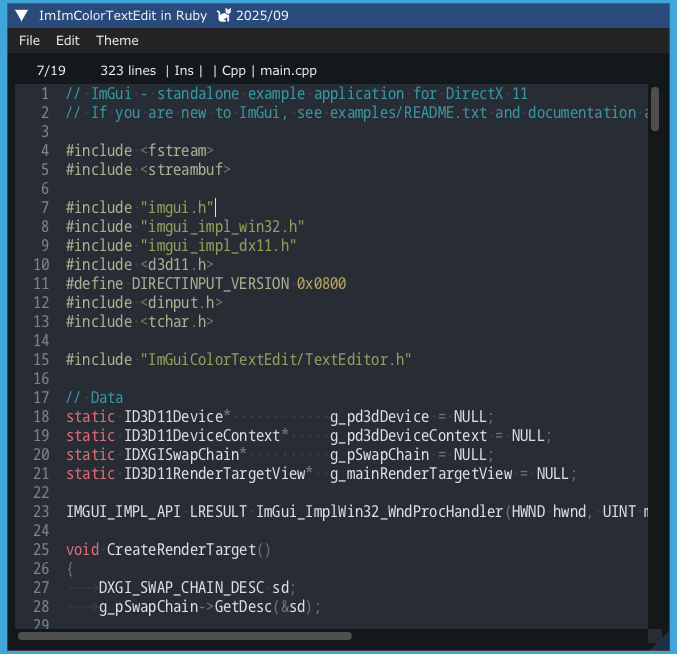 ImImColorTextEdit in Ruby 2025/09
File Edit Theme
7/19 323 lines | Ins | | Cpp | main.cpp
1 // ImGui - standalone example application for DirectX 11
2 // If you are new to ImGui, see examples/README.txt and documentation
3
4 #include <fstream>
5 #include <streambuf>
6
7 #include "imgui.h"
8 #include "imgui_impl_win32.h"
9 #include "imgui_impl_dx11.h"
10 #include <d3d11.h>
11 #define DIRECTINPUT_VERSION 0x0800
12 #include <dinput.h>
13 #include <tchar.h>
14
15 #include "ImGuiColorTextEdit/TextEditor.h"
16
17 // Data
18 static ID3D11Device* g_pd3dDevice = NULL;
19 static ID3D11DeviceContext* g_pd3dDeviceContext = NULL;
20 static IDXGISwapChain* g_pSwapChain = NULL;
21 static ID3D11RenderTargetView* g_mainRenderTargetView = NULL;
22
23 IMGUI_IMPL_API LRESULT ImGui_ImplWin32_WndProcHandler(HWND hwnd, UINT
24
25 void CreateRenderTarget()
26 {
27 DXGI_SWAP_CHAIN_DESC sd;
28 g_pSwapChain->GetDesc(&sd);
29